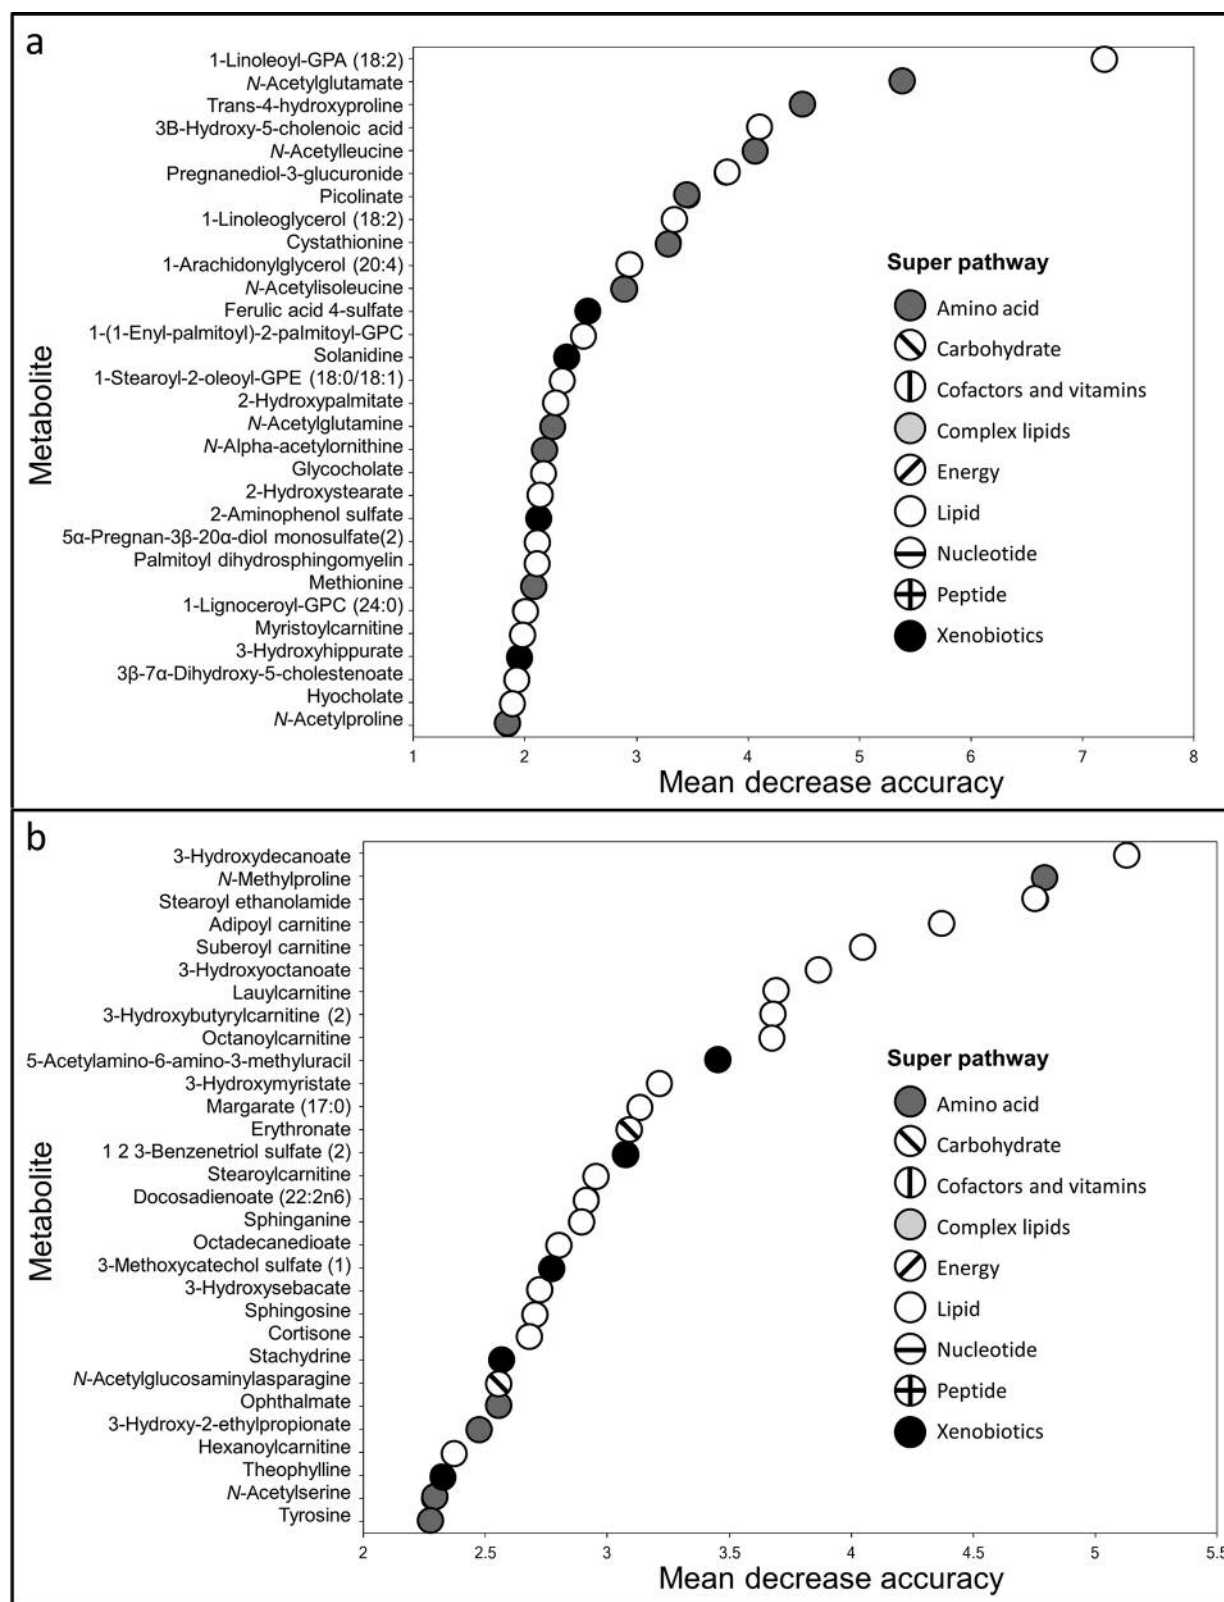 a
1-Linoleoyl-GPA (18:2)
N-Acetylglutamate
Trans-4-hydroxyproline
3B-Hydroxy-5-cholenoic acid
N-Acetylleucine
Pregnanediol-3-glucuronide
Picolinate
1-Linoleoglycerol (18:2)
Cystathionine
1-Arachidonylglycerol (20:4)
N-Acetylisoleucine
Ferulic acid 4-sulfate
1-(1-Enyl-palmitoyl)-2-palmitoyl-GPC
Solanidine
1-Stearoyl-2-oleoyl-GPE (18:0/18:1)
2-Hydroxypalmitate
N-Acetylglutamine
N-Alpha-acetylornithine
Glycocholate
2-Hydroxystearate
2-Aminophenol sulfate
5α-Pregnan-3β-20α-diol monosulfate(2)
Palmitoyl dihydrosphingomyelin
Methionine
1-Lignoceroyl-GPC (24:0)
Myristoylcarnitine
3-Hydroxyhippurate
3β-7α-Dihydroxy-5-cholestenoate
Hyocholate
N-Acetylproline
Metabolite
1 2 3 4 5 6 7 8
Mean decrease accuracy
Super pathway
Amino acid
Carbohydrate
Cofactors and vitamins
Complex lipids
Energy
Lipid
Nucleotide
Peptide
Xenobiotics
b
3-Hydroxydecanoate
N-Methylproline
Stearoyl ethanolamide
Adipoyl carnitine
Suberoyl carnitine
3-Hydroxyoctanoate
Lauylcarnitine
3-Hydroxybutyrylcarnitine (2)
Octanoylcarnitine
5-Acetylamino-6-amino-3-methyluracil
3-Hydroxymyristate
Margarate (17:0)
Erythronate
1 2 3-Benzenetriol sulfate (2)
Stearoylcarnitine
Docosadienoate (22:2n6)
Sphinganine
Octadecanedioate
3-Methoxycatechol sulfate (1)
3-Hydroxysebacate
Sphingosine
Cortisone
Stachydrine
N-Acetylglucosaminylasparagine
Ophthalmate
3-Hydroxy-2-ethylpropionate
Hexanoylcarnitine
Theophylline
N-Acetylserine
Tyrosine
Metabolite
2 2.5 3 3.5 4 4.5 5 5.5
Mean decrease accuracy
Super pathway
Amino acid
Carbohydrate
Cofactors and vitamins
Complex lipids
Energy
Lipid
Nucleotide
Peptide
Xenobiotics